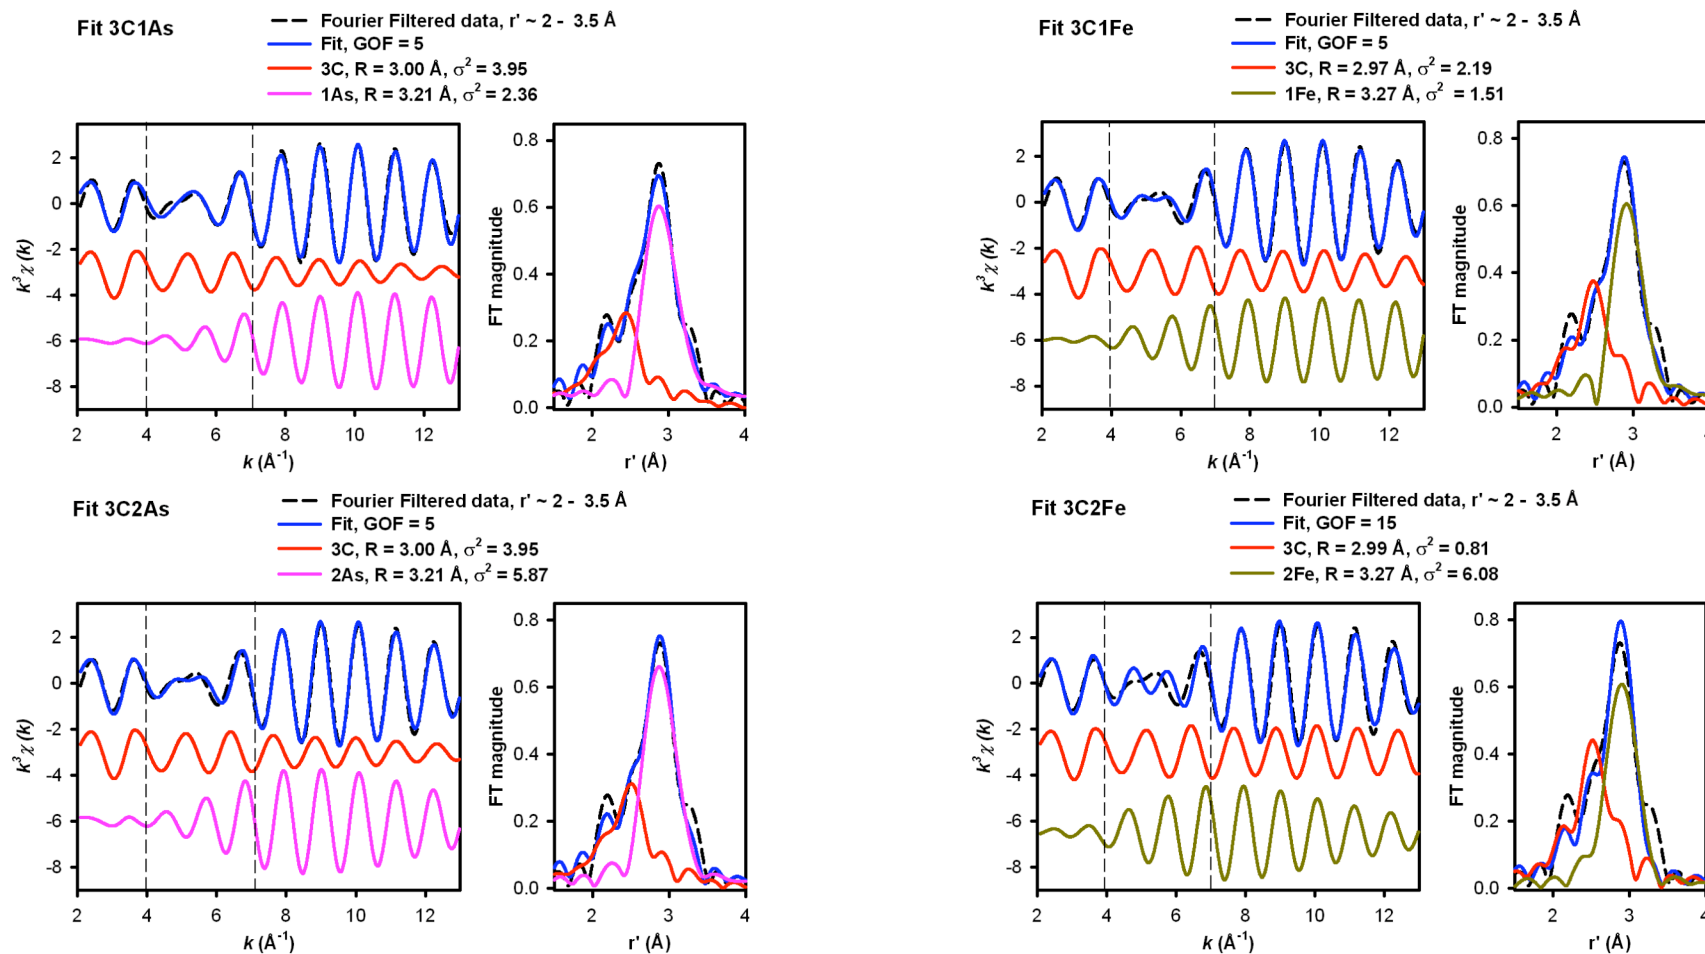 Fit 3C1As
Fourier Filtered data, r' ~ 2 - 3.5 Å
Fit, GOF = 5
3C, R = 3.00 Å, σ² = 3.95
1As, R = 3.21 Å, σ² = 2.36
k³χ(k)
2
0
-2
-4
-6
-8
2 4 6 8 10 12
k (Å⁻¹)
FT magnitude
0.8
0.6
0.4
0.2
0.0
2 3 4
r' (Å)
Fit 3C1Fe
Fourier Filtered data, r' ~ 2 - 3.5 Å
Fit, GOF = 5
3C, R = 2.97 Å, σ² = 2.19
1Fe, R = 3.27 Å, σ² = 1.51
k³χ(k)
2
0
-2
-4
-6
-8
2 4 6 8 10 12
k (Å⁻¹)
FT magnitude
0.8
0.6
0.4
0.2
0.0
2 3
r' (Å)
Fit 3C2As
Fourier Filtered data, r' ~ 2 - 3.5 Å
Fit, GOF = 5
3C, R = 3.00 Å, σ² = 3.95
2As, R = 3.21 Å, σ² = 5.87
k³χ(k)
2
0
-2
-4
-6
-8
2 4 6 8 10 12
k (Å⁻¹)
FT magnitude
0.8
0.6
0.4
0.2
0.0
2 3 4
r' (Å)
Fit 3C2Fe
Fourier Filtered data, r' ~ 2 - 3.5 Å
Fit, GOF = 15
3C, R = 2.99 Å, σ² = 0.81
2Fe, R = 3.27 Å, σ² = 6.08
k³χ(k)
2
0
-2
-4
-6
-8
2 4 6 8 10 12
k (Å⁻¹)
FT magnitude
0.8
0.6
0.4
0.2
0.0
2 3
r' (Å)